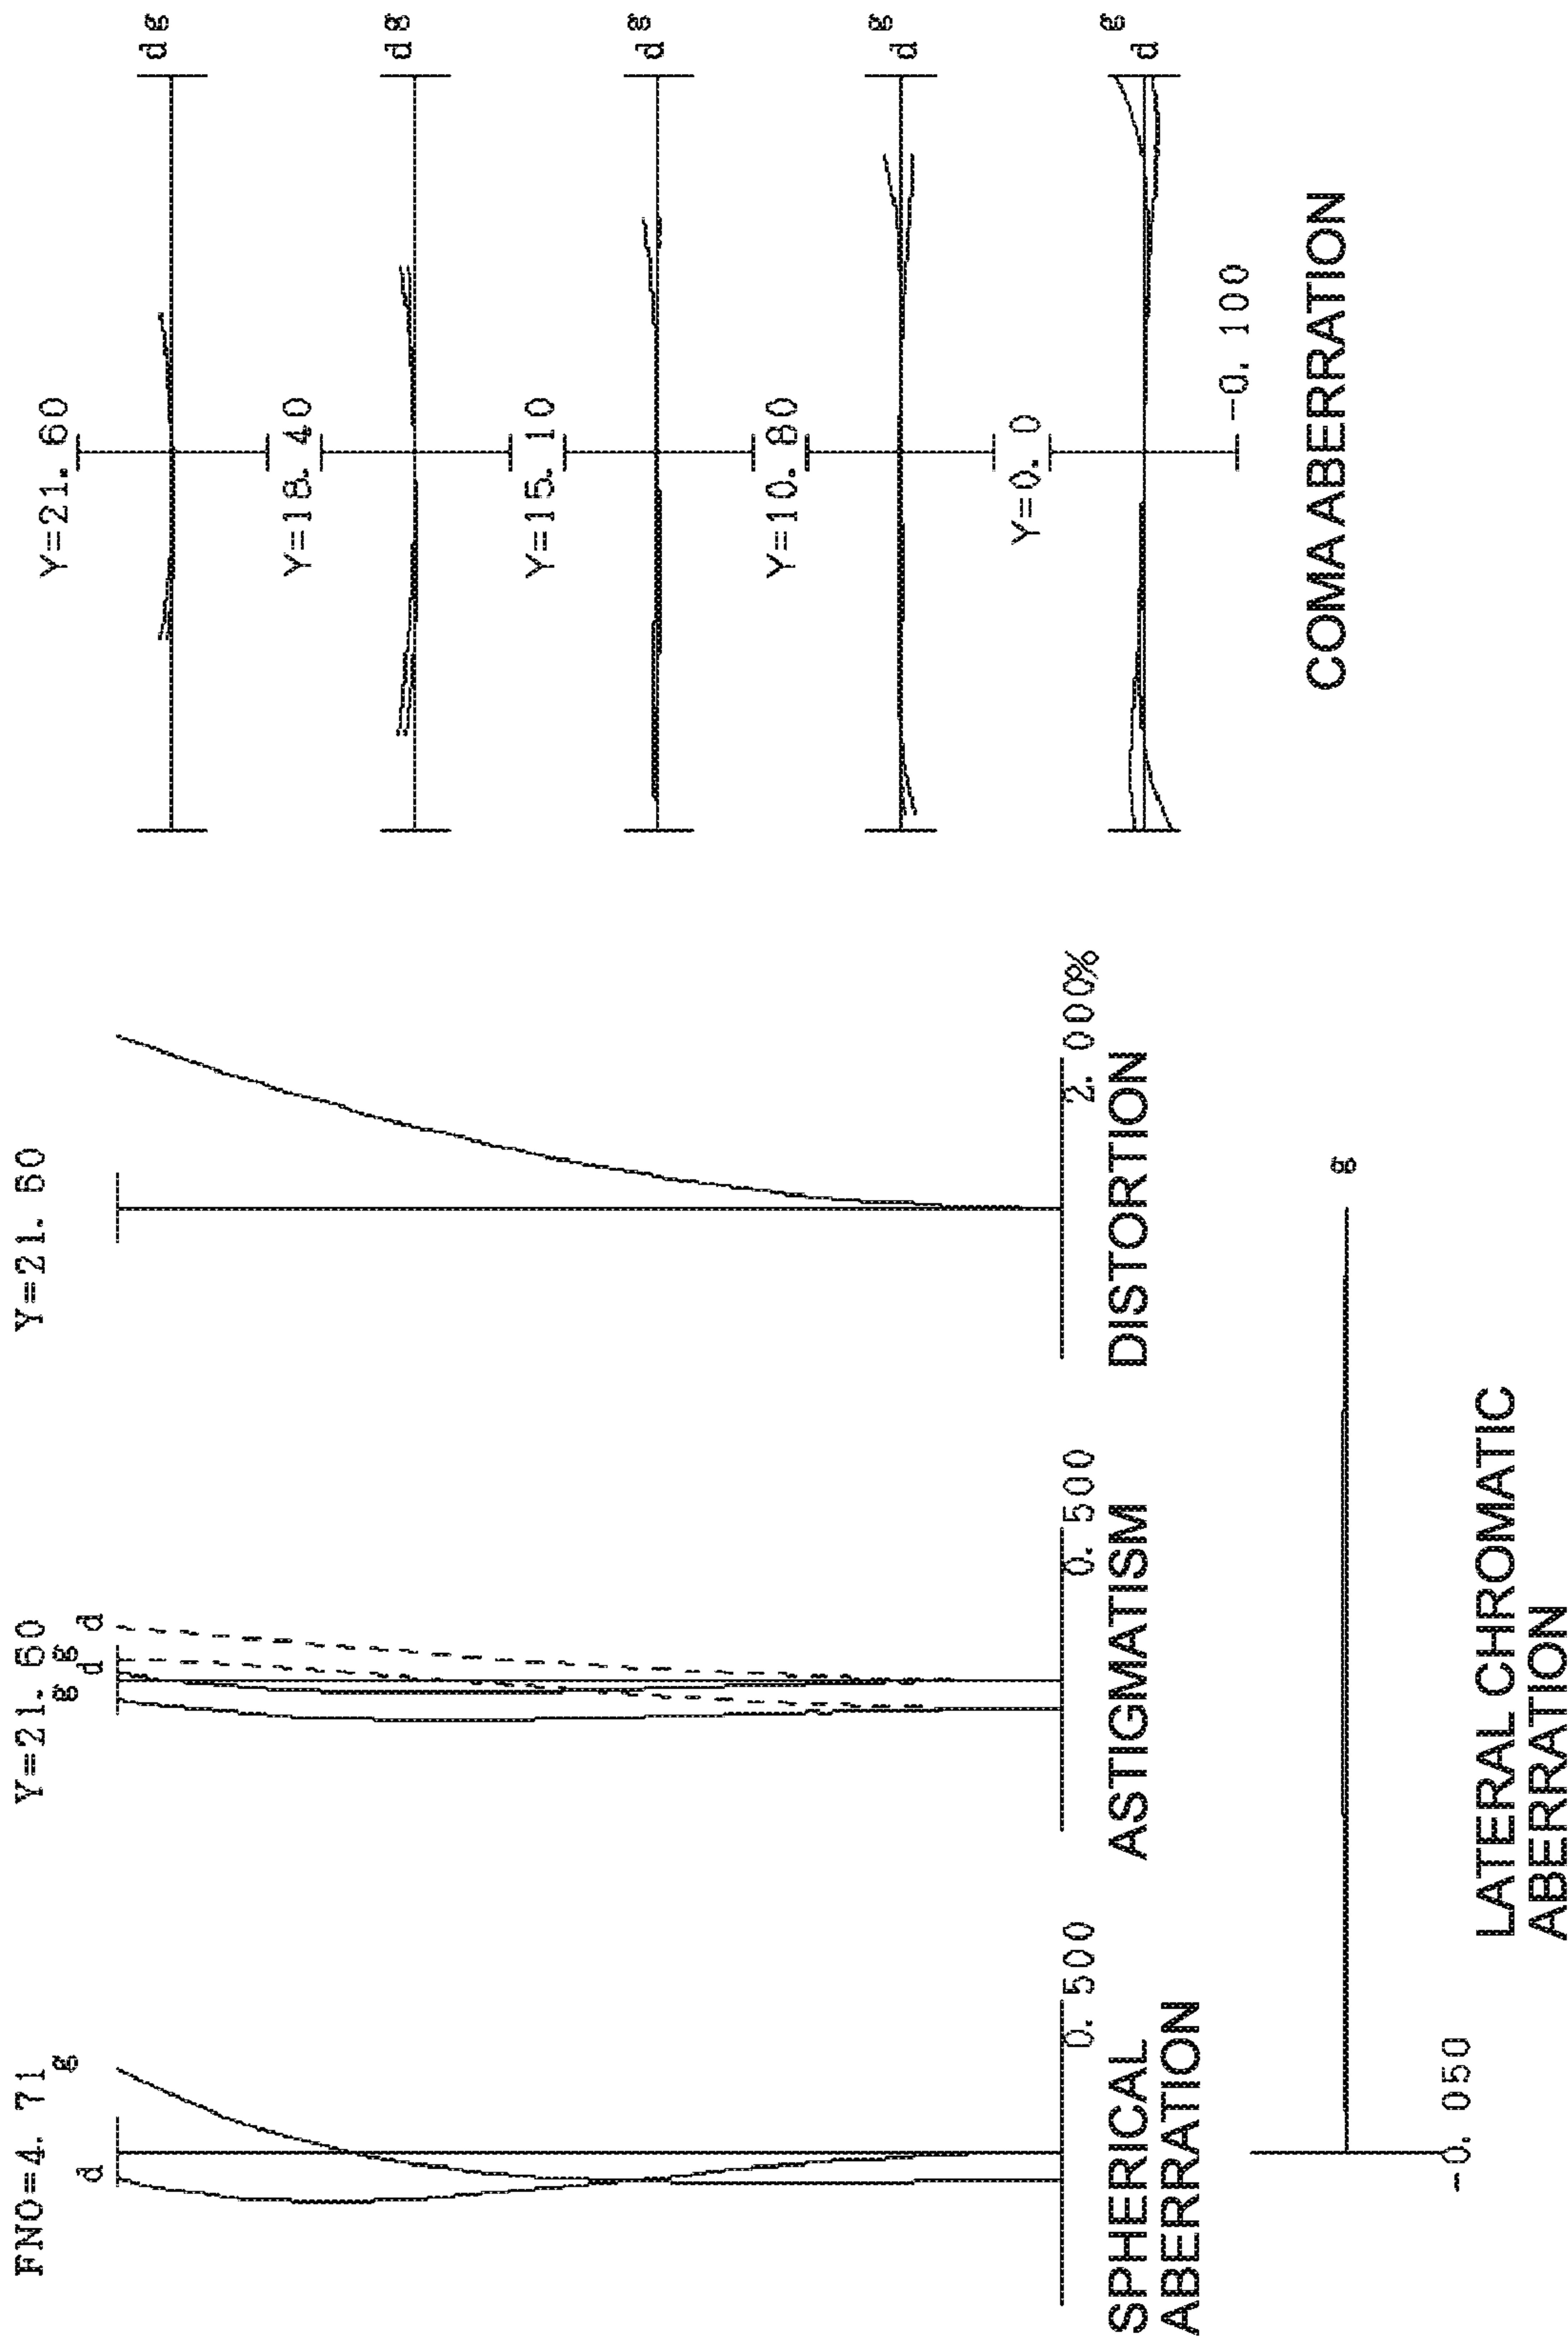 FNO=4. 71
d
g
0. 500
SPHERICAL
ABERRATION
Y=21. 60
g
d
g
d
0. 500
ASTIGMATISM
Y=21. 60
2. 000%
DISTORTION
g
-0. 050
LATERAL CHROMATIC
ABERRATION
Y=21. 60
d g
Y=18. 40
d g
Y=15. 10
d g
Y=10. 80
d g
Y=0. 0
d g
-0. 100
COMA ABERRATION